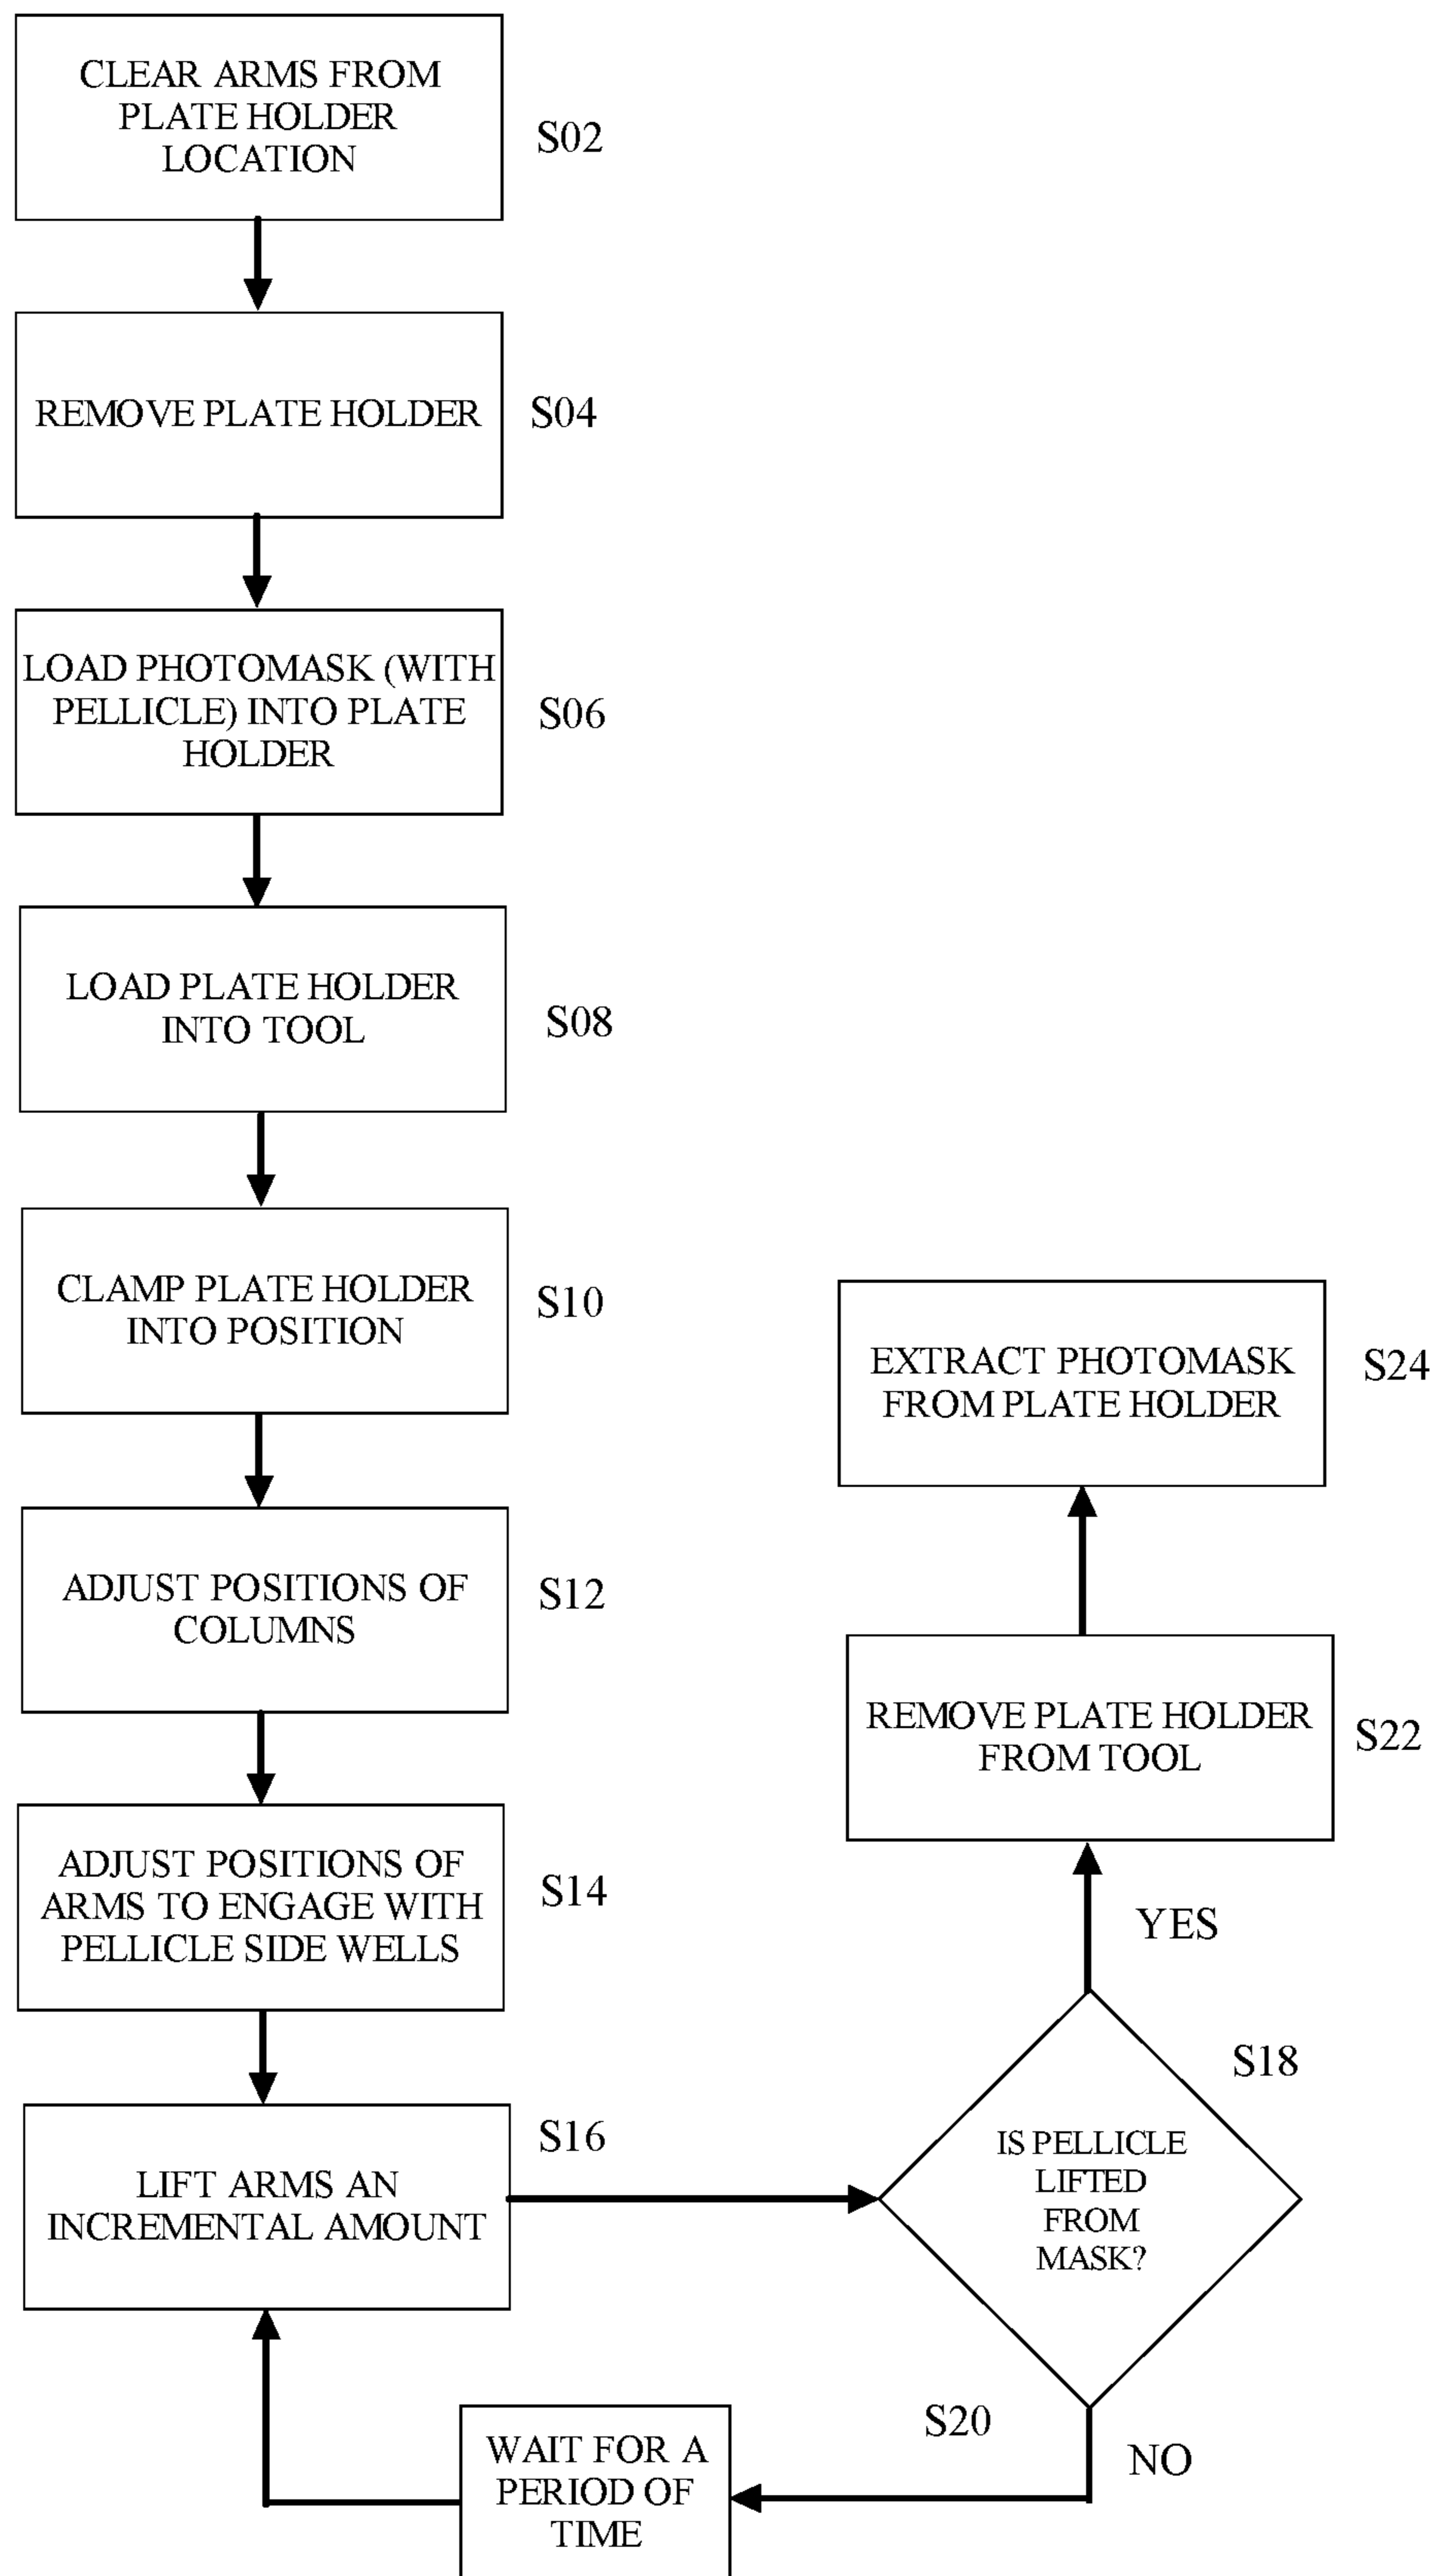 CLEAR ARMS FROM
PLATE HOLDER
LOCATION
S02
REMOVE PLATE HOLDER
S04
LOAD PHOTOMASK (WITH
PELLICLE) INTO PLATE
HOLDER
S06
LOAD PLATE HOLDER
INTO TOOL
S08
CLAMP PLATE HOLDER
INTO POSITION
S10
ADJUST POSITIONS OF
COLUMNS
S12
ADJUST POSITIONS OF
ARMS TO ENGAGE WITH
PELLICLE SIDE WELLS
S14
LIFT ARMS AN
INCREMENTAL AMOUNT
S16
IS PELLICLE
LIFTED
FROM
MASK?
S18
NO
WAIT FOR A
PERIOD OF
TIME
S20
YES
REMOVE PLATE HOLDER
FROM TOOL
S22
EXTRACT PHOTOMASK
FROM PLATE HOLDER
S24